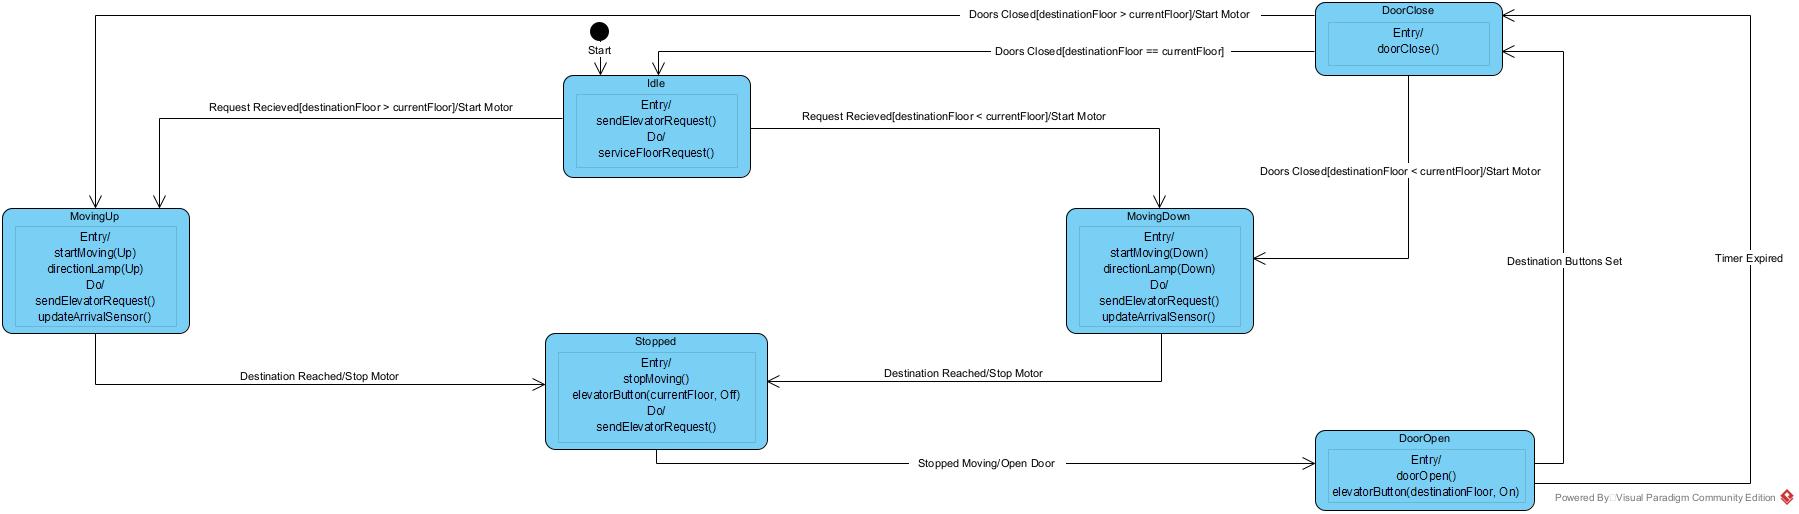 DoorClose
Entry/
doorClose()
Doors Closed[destinationFloor > currentFloor]/Start Motor
Start
Doors Closed[destinationFloor == currentFloor]
Idle
Entry/
sendElevatorRequest()
Do/
serviceFloorRequest()
Request Recieved[destinationFloor > currentFloor]/Start Motor
Request Recieved[destinationFloor < currentFloor]/Start Motor
Doors Closed[destinationFloor < currentFloor]/Start Motor
MovingUp
Entry/
startMoving(Up)
directionLamp(Up)
Do/
sendElevatorRequest()
updateArrivalSensor()
MovingDown
Entry/
startMoving(Down)
directionLamp(Down)
Do/
sendElevatorRequest()
updateArrivalSensor()
Destination Buttons Set
Timer Expired
Stopped
Entry/
stopMoving()
elevatorButton(currentFloor, Off)
Do/
sendElevatorRequest()
Destination Reached/Stop Motor
Destination Reached/Stop Motor
Stopped Moving/Open Door
DoorOpen
Entry/
doorOpen()
elevatorButton(destinationFloor, On)
Powered By Visual Paradigm Community Edition